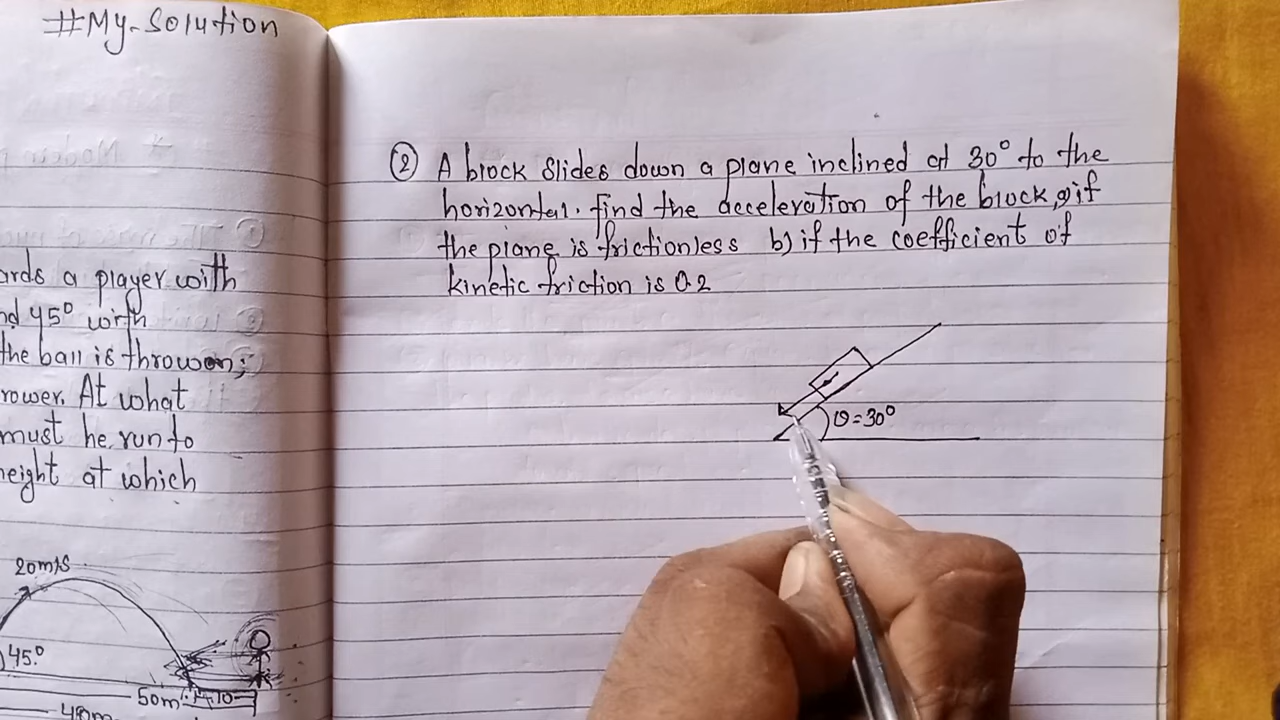 #My-Solution
ards a player with
nd 45° with
the ball is throwon;
rower. At what
must he run to
height at which
20m/s
45.°
50m
② A block slides down a plane inclined at 30° to the
horizontal. find the acceleration of the block, a) if
the plane is frictionless b) if the coefficient of
kinetic friction is 0.2
θ = 30°